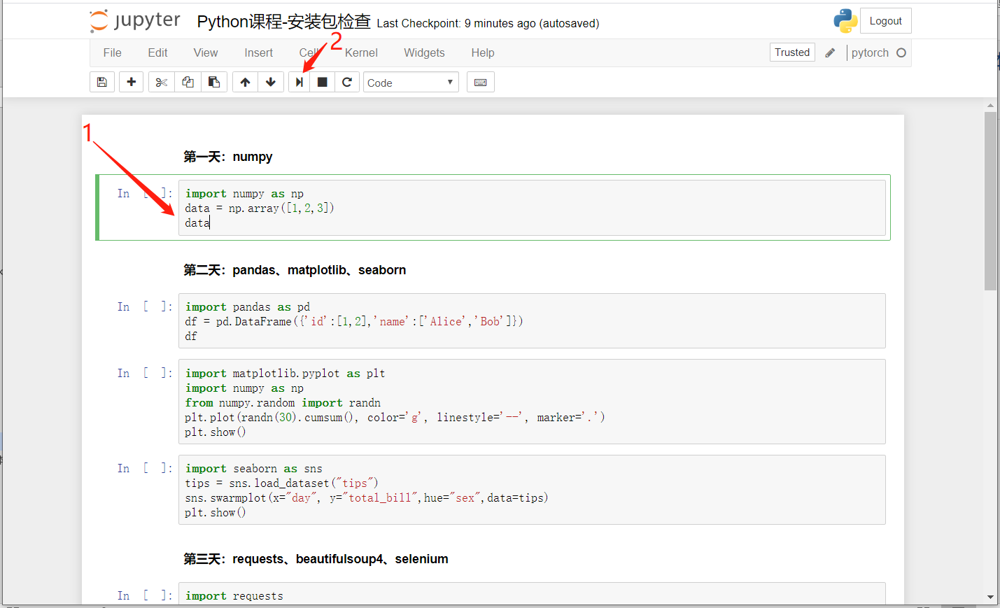 jupyter Python课程-安装包检查 Last Checkpoint: 9 minutes ago (autosaved) Logout
2
File Edit View Insert Cell Kernel Widgets Help Trusted pytorch
Code
1
第一天：numpy
In [ ]: import numpy as np
data = np.array([1,2,3])
data
第二天：pandas、matplotlib、seaborn
In [ ]: import pandas as pd
df = pd.DataFrame({'id':[1,2],'name':['Alice','Bob']})
df
In [ ]: import matplotlib.pyplot as plt
import numpy as np
from numpy.random import randn
plt.plot(randn(30).cumsum(), color='g', linestyle='--', marker='.')
plt.show()
In [ ]: import seaborn as sns
tips = sns.load_dataset("tips")
sns.swarmplot(x="day", y="total_bill",hue="sex",data=tips)
plt.show()
第三天：requests、beautifulsoup4、selenium
In [ ]: import requests